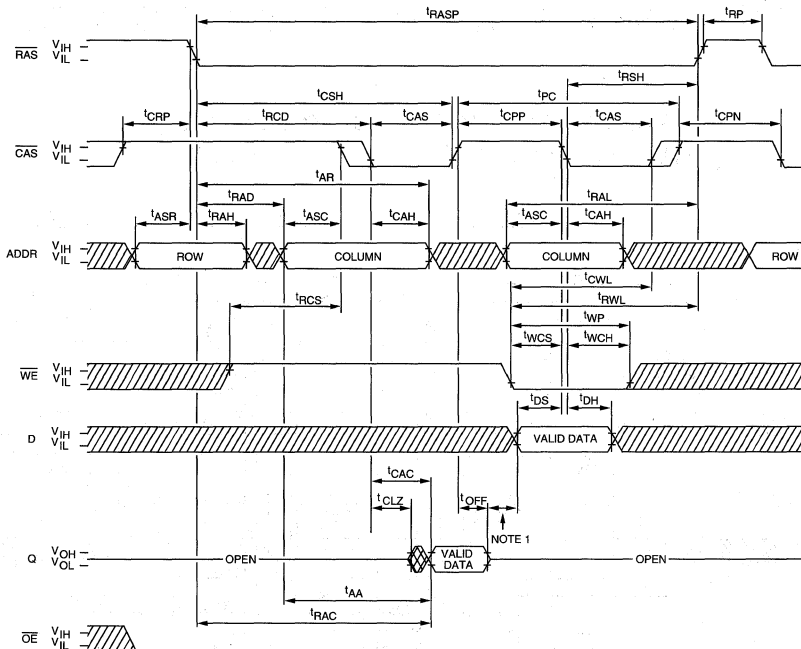 tRASP
tRP
RAS VIH
VIL
tRSH
tCSH
tPC
tCRP
tRCD
tCAS
tCPP
tCAS
tCPN
CAS VIH
VIL
tAR
tRAD
tRAL
tASR
tRAH
tASC
tCAH
tASC
tCAH
ADDR VIH
VIL
ROW
COLUMN
COLUMN
ROW
tCWL
tRWL
tRCS
tWP
tWCS
tWCH
WE VIH
VIL
tDS
tDH
D VIH
VIL
VALID DATA
tCAC
tCLZ
tOFF
NOTE 1
Q VOH
VOL
OPEN
VALID
DATA
OPEN
tAA
tRAC
OE VIH
VIL